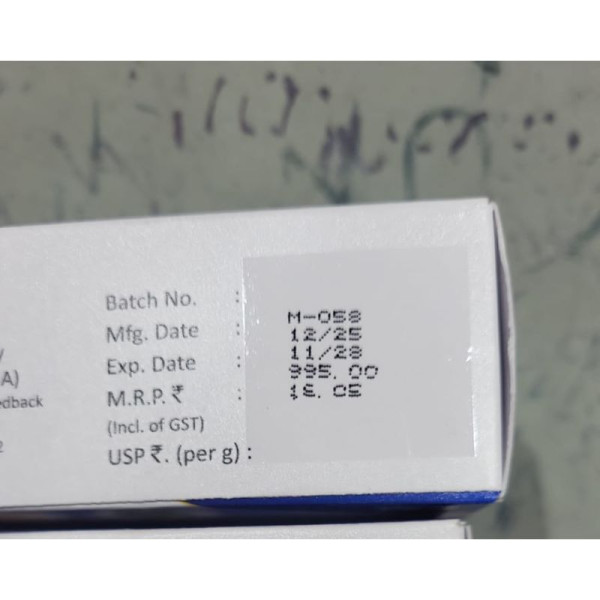 Batch No. : M-058
Mfg. Date : 12/25
Exp. Date : 11/28
A)
M.R.P. ₹ : 995.00
edback
(Incl. of GST)
USP ₹. (per g) : 16.05